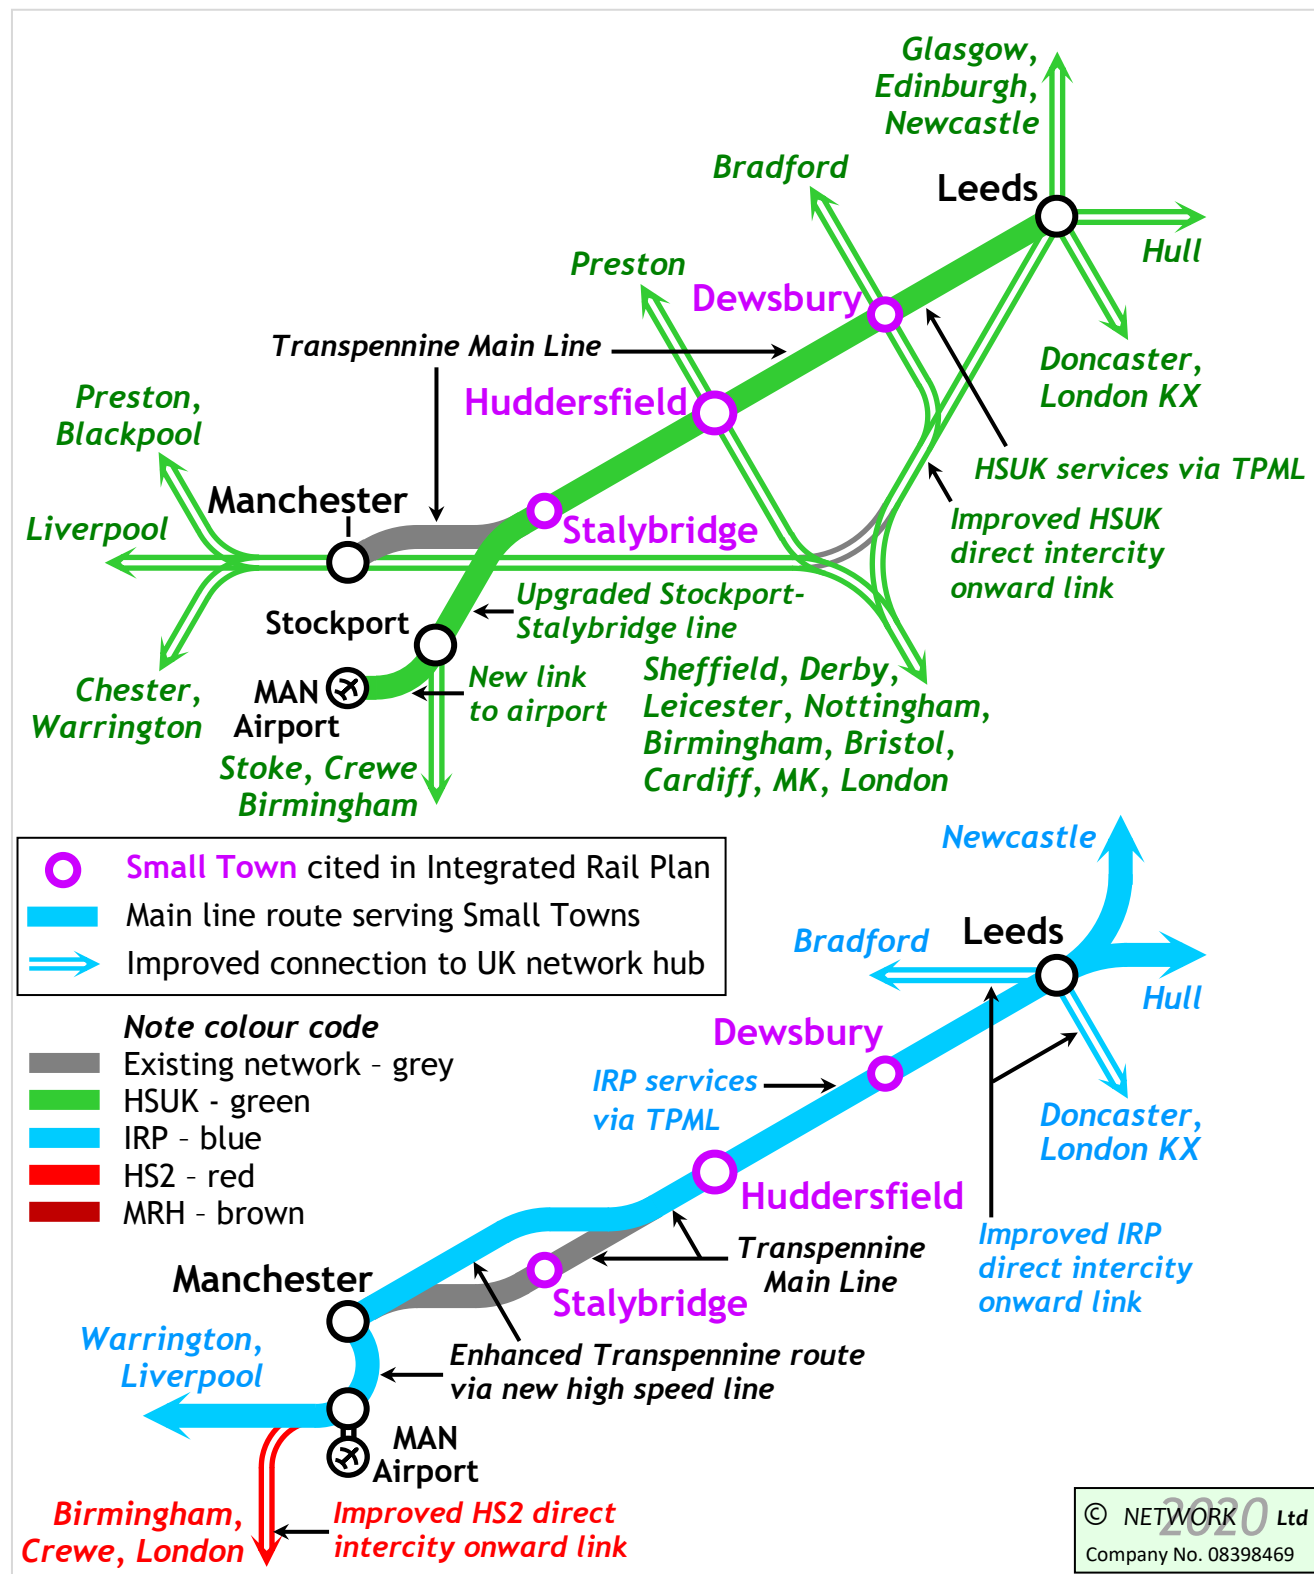 Glasgow,
Edinburgh,
Newcastle
Bradford
Leeds
Hull
Preston
Dewsbury
Transpennine Main Line
Doncaster,
London KX
Preston,
Blackpool
Huddersfield
HSUK services via TPML
Manchester
Liverpool
Stalybridge
Improved HSUK
direct intercity
onward link
Upgraded Stockport-
Stalybridge line
Stockport
Chester,
Warrington
MAN
Airport
New link
to airport
Sheffield, Derby,
Leicester, Nottingham,
Birmingham, Bristol,
Cardiff, MK, London
Stoke, Crewe
Birmingham
Small Town cited in Integrated Rail Plan
Main line route serving Small Towns
Improved connection to UK network hub
Note colour code
Existing network – grey
HSUK - green
IRP – blue
HS2 – red
MRH – brown
Newcastle
Bradford
Leeds
Hull
Dewsbury
IRP services
via TPML
Doncaster,
London KX
Huddersfield
Improved IRP
direct intercity
onward link
Transpennine
Main Line
Manchester
Stalybridge
Warrington,
Liverpool
Enhanced Transpennine route
via new high speed line
MAN
Airport
Birmingham,
Crewe, London
Improved HS2 direct
intercity onward link
© NETWORK 2020 Ltd
Company No. 08398469